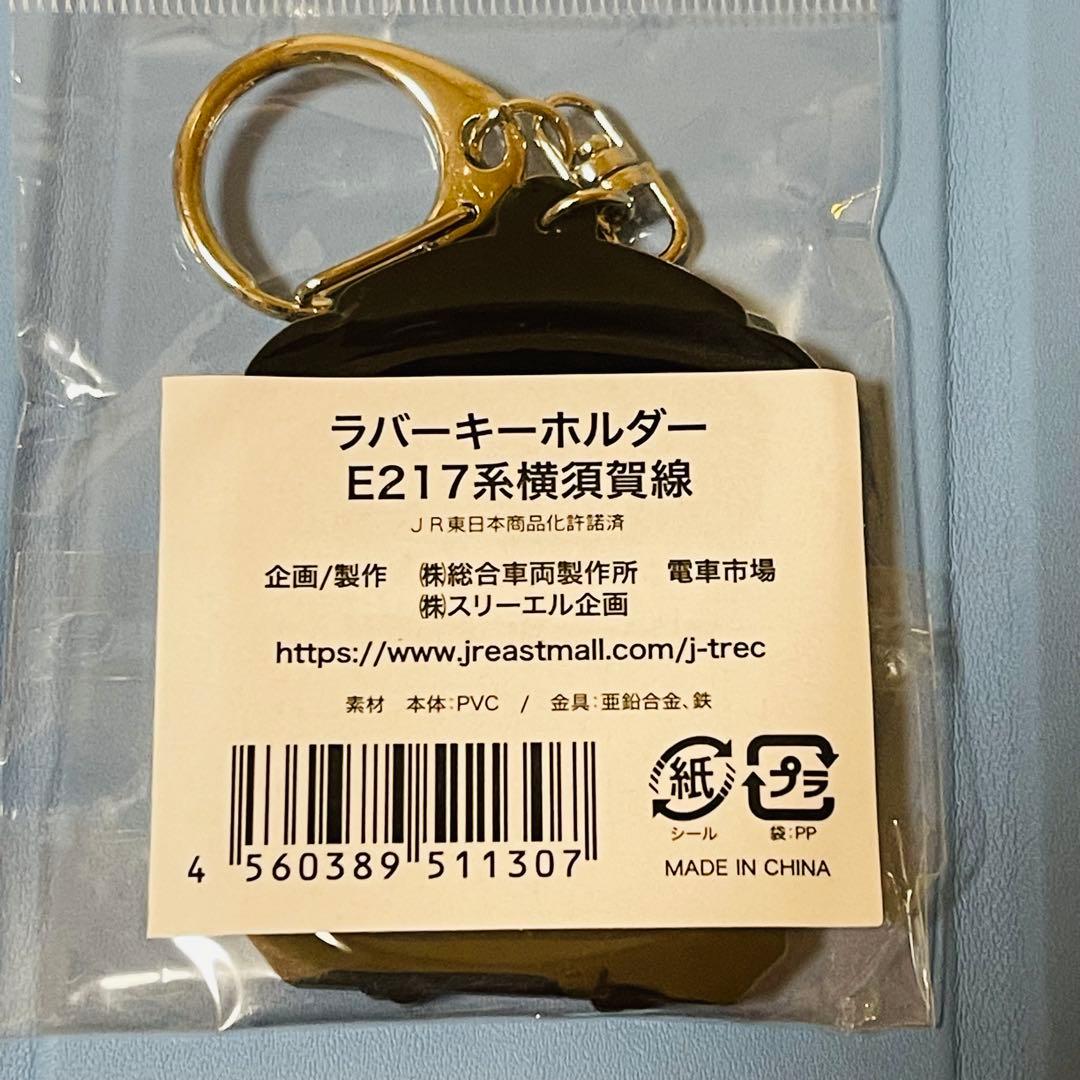 ラバーキーホルダー
E217系横須賀線
JR東日本商品化許諾済
企画/製作 ㈱総合車両製作所 電車市場
㈱スリーエル企画
https://www.jreastmall.com/j-trec
素材 本体:PVC / 金具:亜鉛合金、鉄
紙 プラ
シール 袋:PP
4 560389 511307
MADE IN CHINA